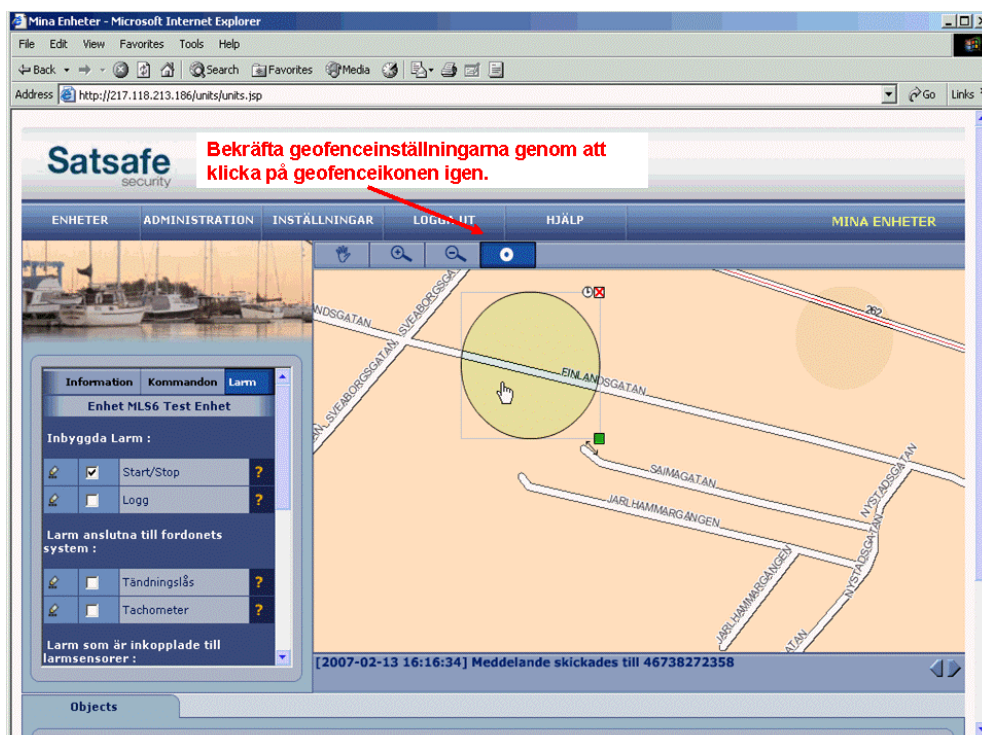 Mina Enheter - Microsoft Internet Explorer
File Edit View Favorites Tools Help
Back Search Favorites Media
Address http://217.118.213.186/units/units.jsp Go Links
Satsafe
security
Bekräfta geofenceinställningarna genom att
klicka på geofenceikonen igen.
ENHETER ADMINISTRATION INSTÄLLNINGAR LOGGA UT HJÄLP MINA ENHETER
NDSGATAN
SVEABORGSGA
262
SVEABORGSGATAN
FINLANDSGATAN
SAIMAGATAN
JARLHAMMARGÅNGEN
NYSTADSGATAN
NYSTADSGATAN
JARLHAMMARGÅNGEN
ATAN
Information Kommandon Larm
Enhet MLS6 Test Enhet
Inbyggda Larm :
Start/Stop ?
Logg ?
Larm anslutna till fordonets
system :
Tändningslås ?
Tachometer ?
Larm som är inkopplade till
larmsensorer :
[2007-02-13 16:16:34] Meddelande skickades till 46738272358
Objects